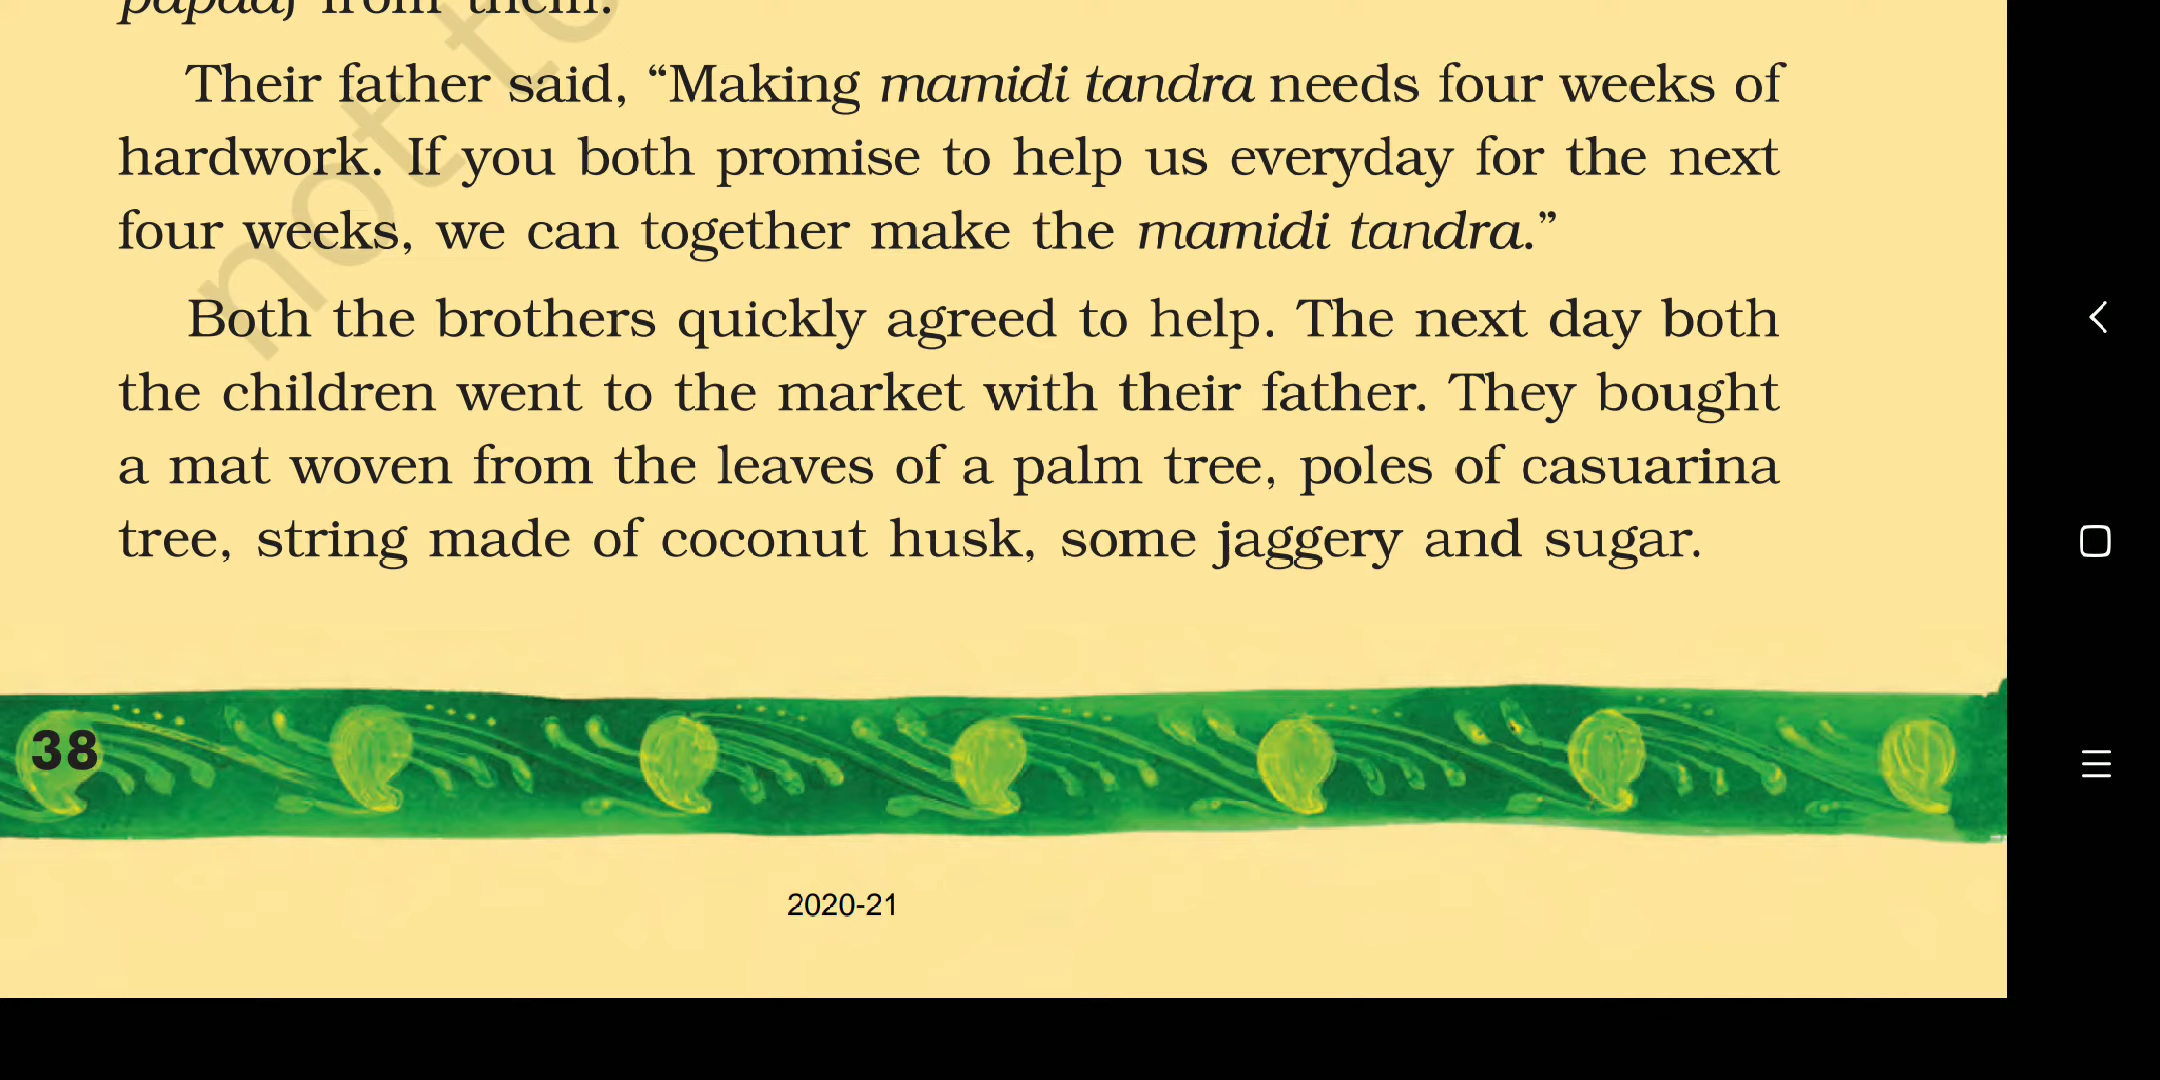 from them.
Their father said, “Making mamidi tandra needs four weeks of
hardwork. If you both promise to help us everyday for the next
four weeks, we can together make the mamidi tandra.”
Both the brothers quickly agreed to help. The next day both
the children went to the market with their father. They bought
a mat woven from the leaves of a palm tree, poles of casuarina
tree, string made of coconut husk, some jaggery and sugar.
not to
38
2020-21